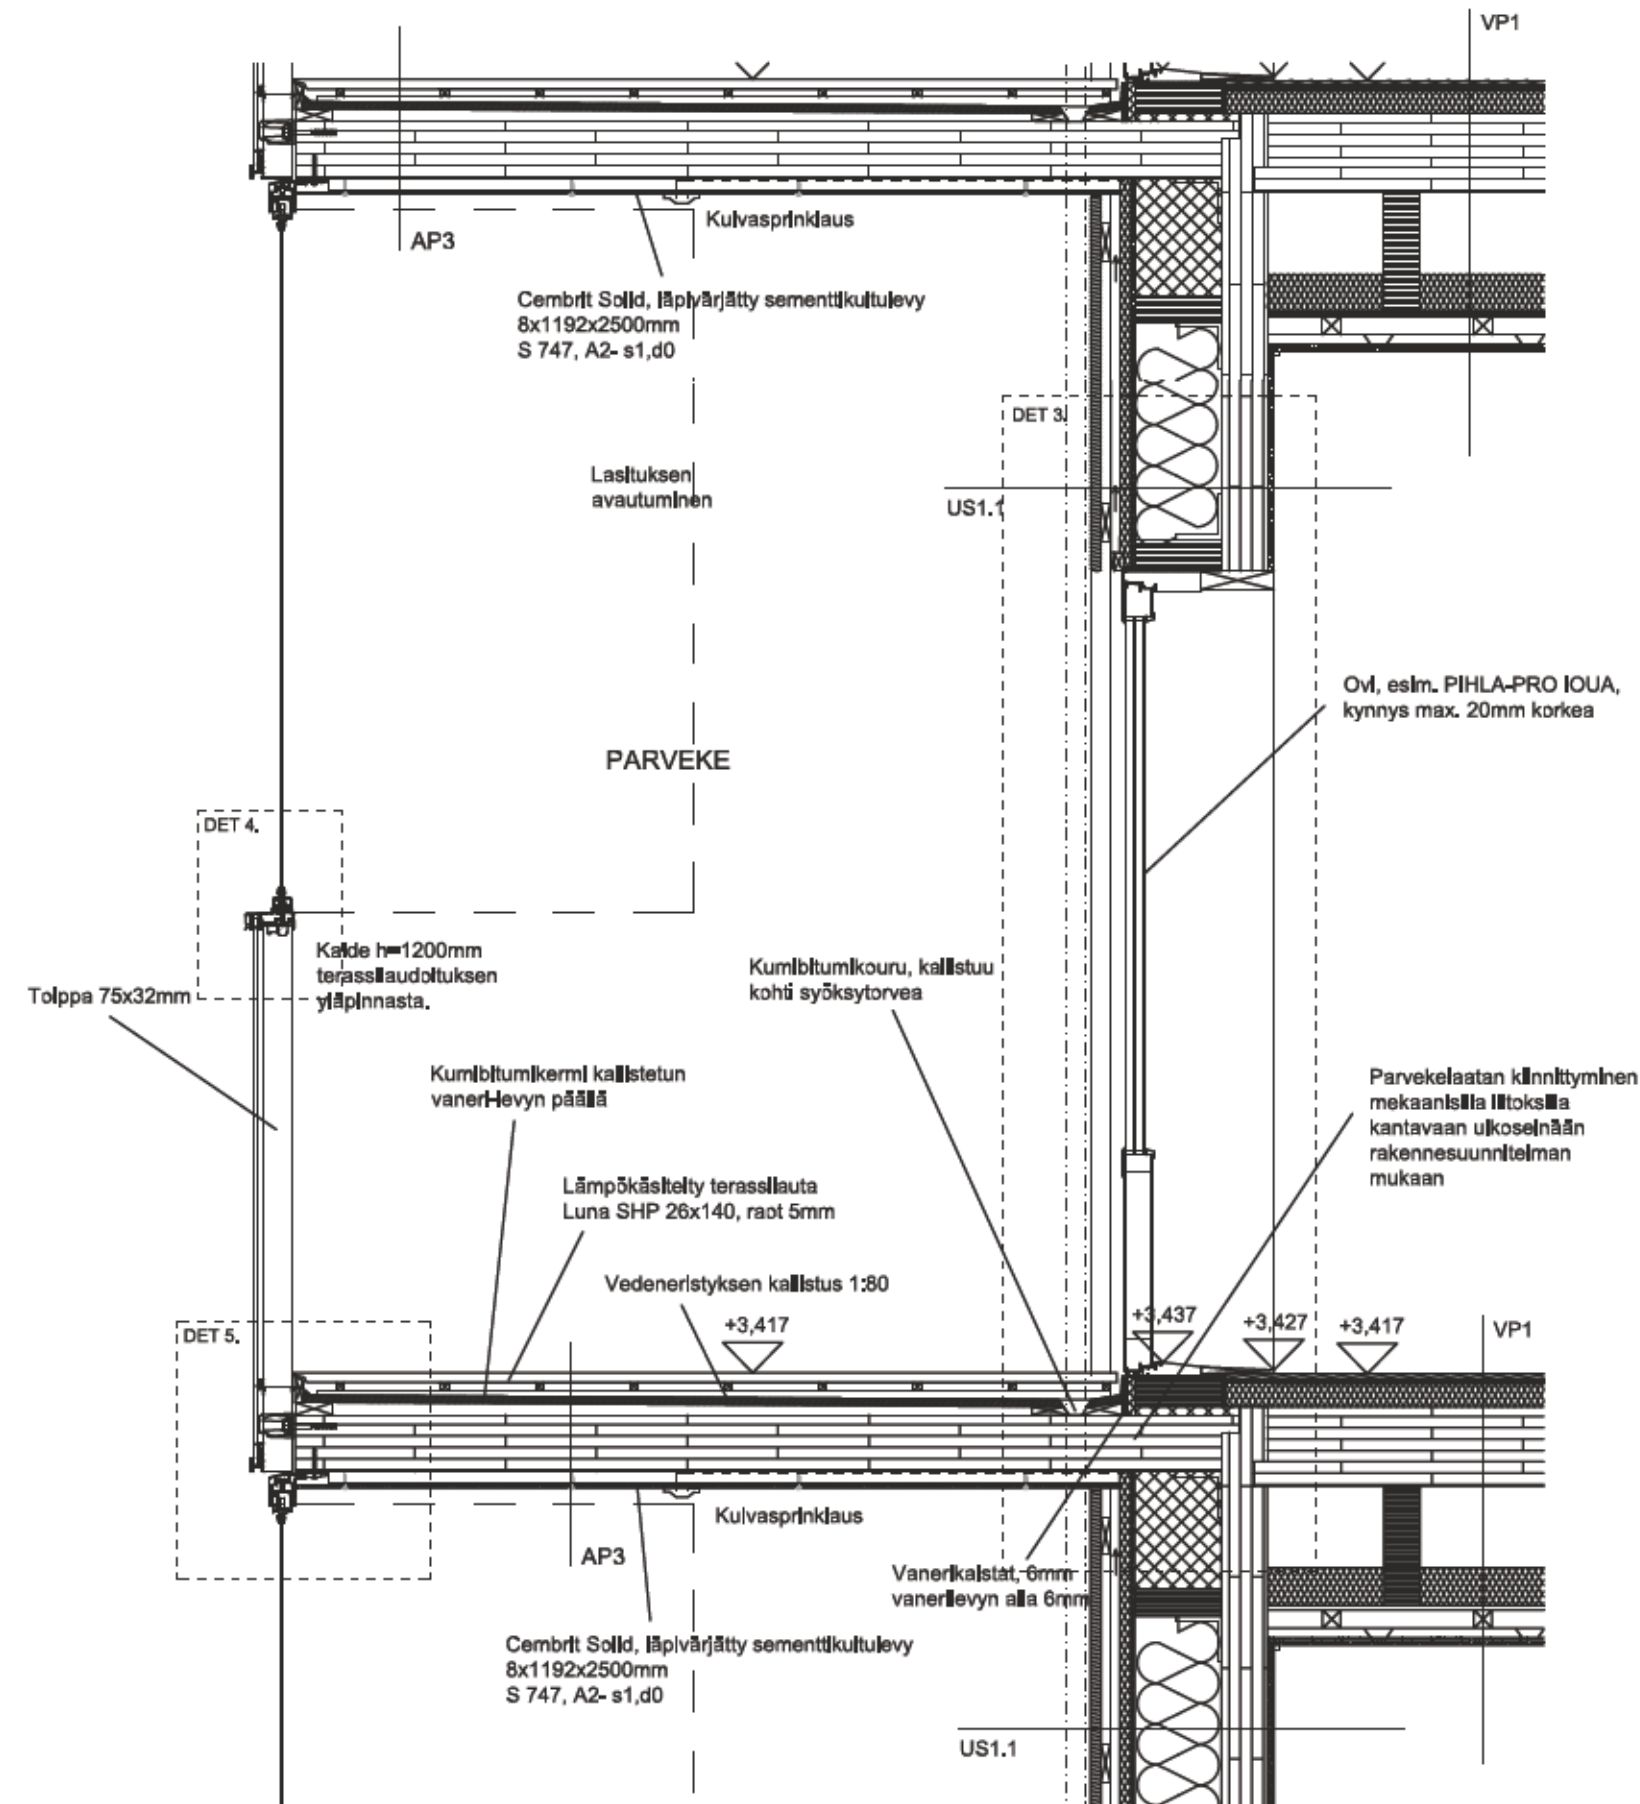 VP1
Kuivasprinklaus
AP3
Cembrit Solid, läpivärjätty sementtikuitulevy
8x1192x2500mm
S 747, A2- s1,d0
DET 3.
Lasituksen
avautuminen
US1.1
Ovi, esim. PIHLA-PRO IOUA,
kynnys max. 20mm korkea
PARVEKE
DET 4.
Kaide h=1200mm
terassilaudoituksen
yläpinnasta.
Tolppa 75x32mm
Kumibitumikouru, kallistuu
kohti syöksytorvea
Kumibitumikermi kallistetun
vaneri-levyn päällä
Parvekelaatan kiinnittyminen
mekaanisilla liitoksilla
kantavaan ulkoseinään
rakennesuunnitelman
mukaan
Lämpökäsitelty terassilauta
Luna SHP 26x140, raot 5mm
Vedeneristyksen kallistus 1:80
+3,417
+3,437
+3,427
+3,417
VP1
DET 5.
Kuivasprinklaus
AP3
Vanerikaistat, 6mm
vanerilevyn alla 6mm
Cembrit Solid, läpivärjätty sementtikuitulevy
8x1192x2500mm
S 747, A2- s1,d0
US1.1